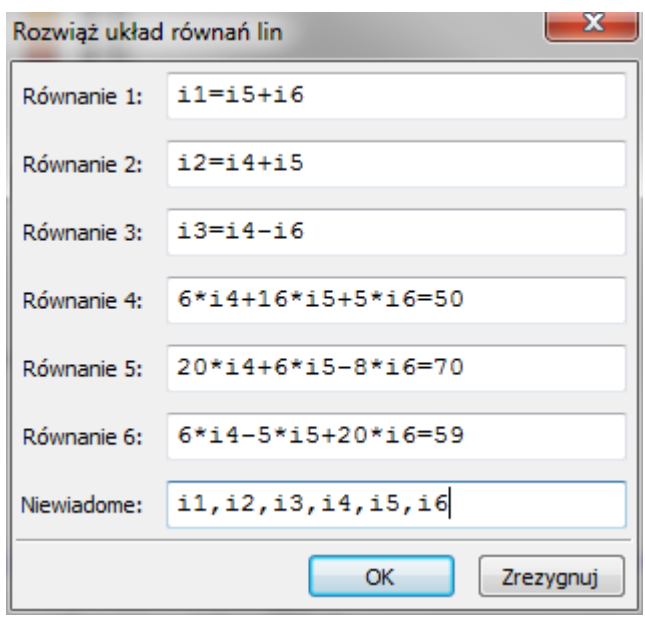 Rozwiąż układ równań lin
Równanie 1: i1=i5+i6
Równanie 2: i2=i4+i5
Równanie 3: i3=i4-i6
Równanie 4: 6*i4+16*i5+5*i6=50
Równanie 5: 20*i4+6*i5-8*i6=70
Równanie 6: 6*i4-5*i5+20*i6=59
Niewiadome: i1,i2,i3,i4,i5,i6
OK Zrezygnuj